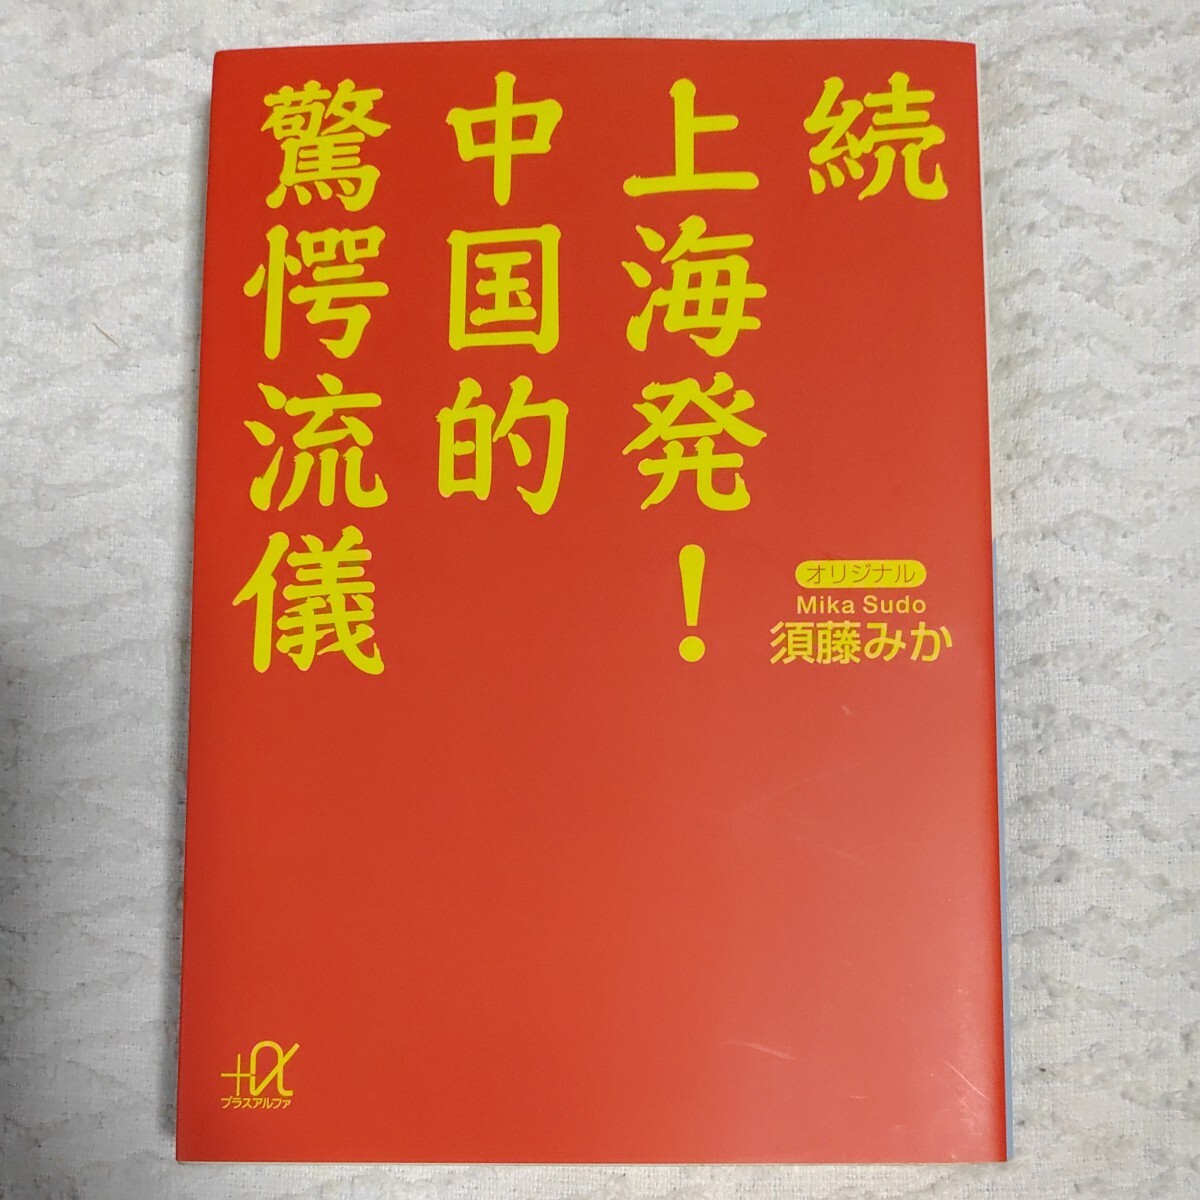 続
上海発!
中国的
驚愕流儀
オリジナル
Mika Sudo
須藤みか
+α
プラスアルファ